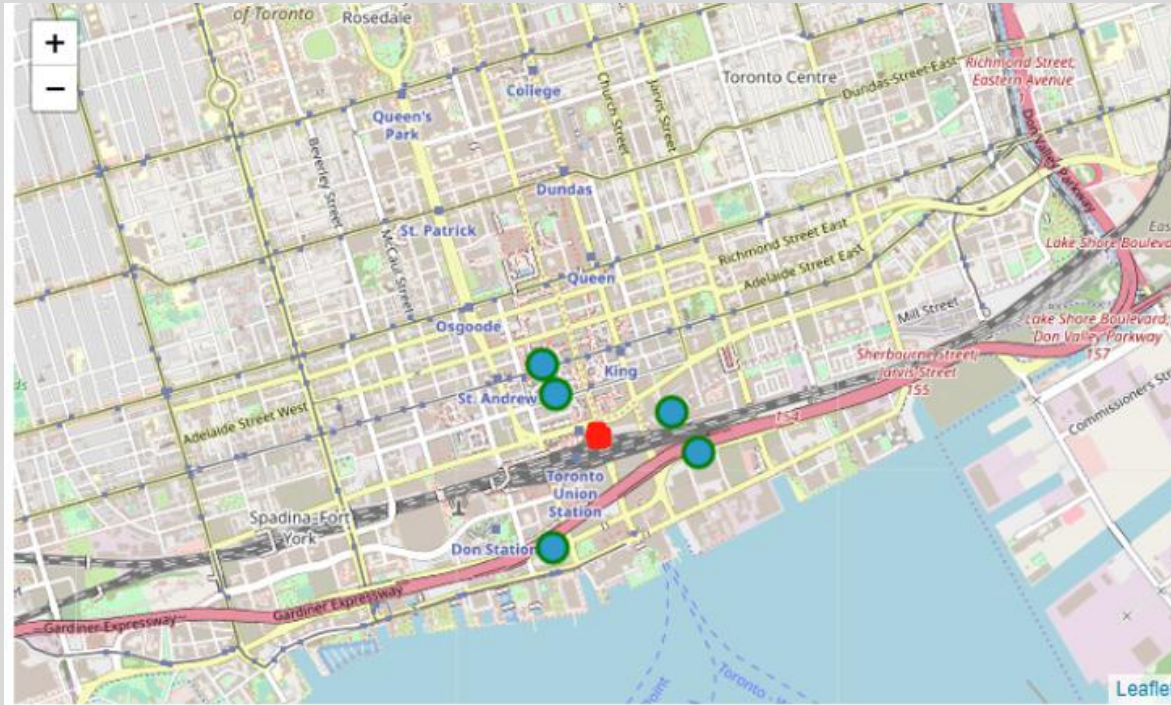 of Toronto
Rosedale
+
−
College
Queen's
Park
Church Street
Jarvis Street
Toronto Centre
Dundas Street East
Richmond Street;
Eastern Avenue
Don Valley Parkway
Beverley Street
Dundas
St. Patrick
McCaul Street
Queen
Richmond Street East
Adelaide Street East
Lake Shore Boulevard
Osgoode
Mill Street
Lake Shore Boulevard;
Don Valley Parkway
157
King
Sherbourne Street;
Jarvis Street
155
St. Andrew
Adelaide Street West
154
Commissioners Str
Toronto
Union
Station
Spadina-Fort
York
Don Station
Gardiner Expressway
Gardiner Expressway
Point
Toronto - W
Leafle